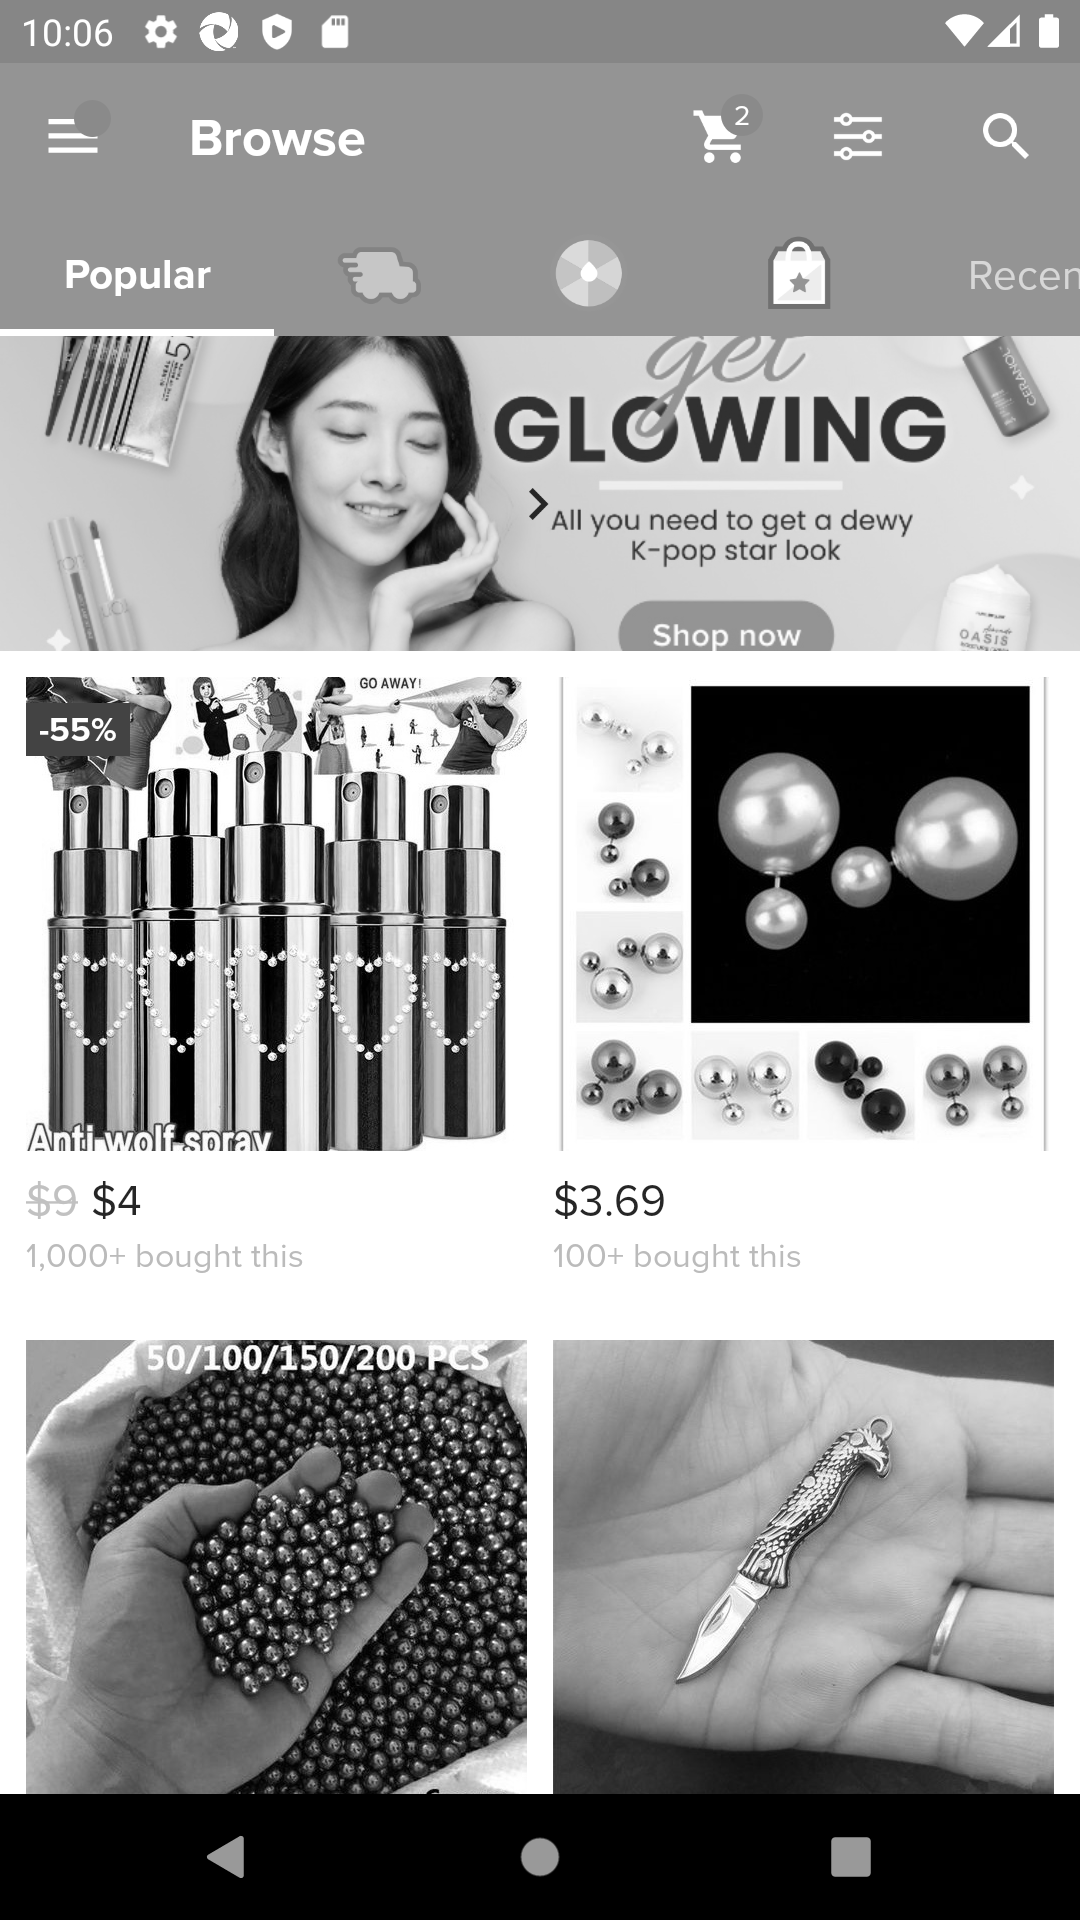 10:06
Browse
2
Popular
Recen
get
GLOWING
All you need to get a dewy
K-pop star look
Shop now
CERANOL
OASIS
GO AWAY!
-55%
Anti-wolf-spray
$9 $4
$3.69
1,000+ bought this
100+ bought this
50/100/150/200 PCS